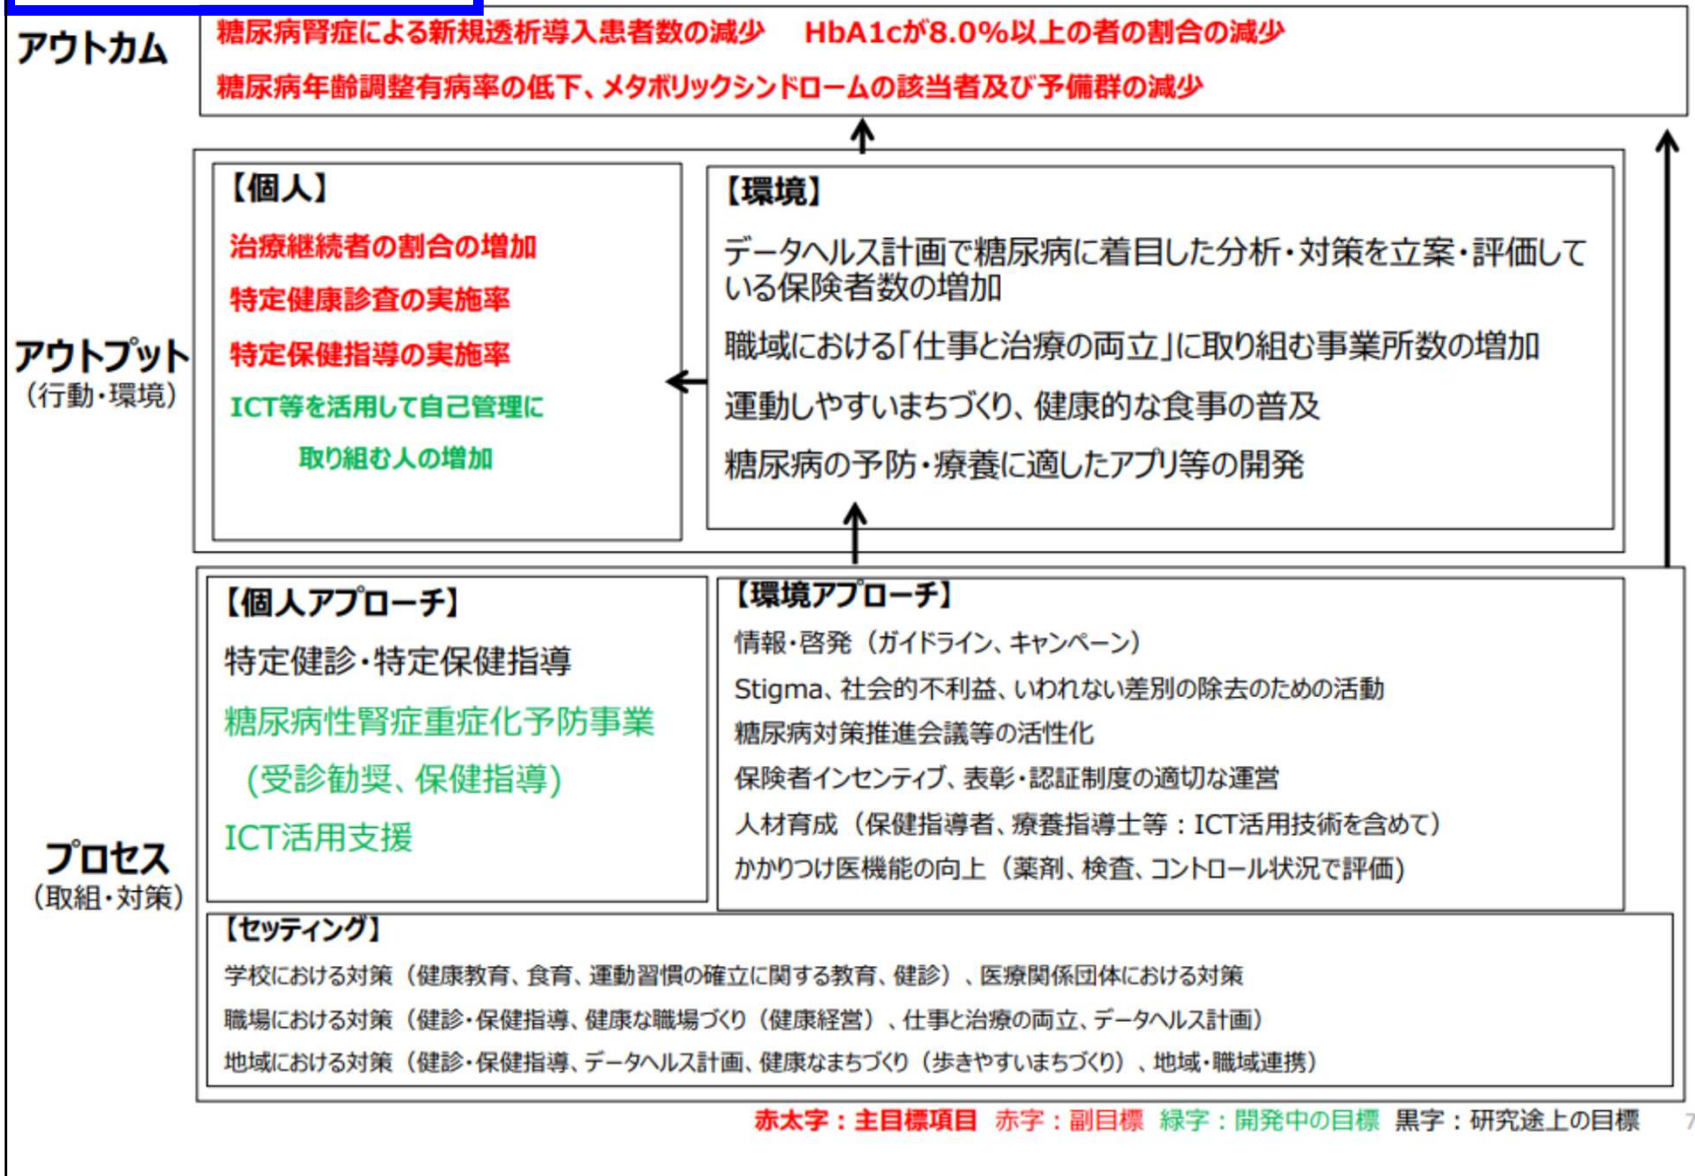 アウトカム
糖尿病腎症による新規透析導入患者数の減少　HbA1cが8.0%以上の者の割合の減少
糖尿病年齢調整有病率の低下、メタボリックシンドロームの該当者及び予備群の減少
アウトプット
（行動・環境）
【個人】
治療継続者の割合の増加
特定健康診査の実施率
特定保健指導の実施率
ICT等を活用して自己管理に
取り組む人の増加
【環境】
データヘルス計画で糖尿病に着目した分析・対策を立案・評価して
いる保険者数の増加
職域における「仕事と治療の両立」に取り組む事業所数の増加
運動しやすいまちづくり、健康的な食事の普及
糖尿病の予防・療養に適したアプリ等の開発
プロセス
（取組・対策）
【個人アプローチ】
特定健診・特定保健指導
糖尿病性腎症重症化予防事業
(受診勧奨、保健指導)
ICT活用支援
【環境アプローチ】
情報・啓発（ガイドライン、キャンペーン）
Stigma、社会的不利益、いわれない差別の除去のための活動
糖尿病対策推進会議等の活性化
保険者インセンティブ、表彰・認証制度の適切な運営
人材育成（保健指導者、療養指導士等：ICT活用技術を含めて）
かかりつけ医機能の向上（薬剤、検査、コントロール状況で評価)
【セッティング】
学校における対策（健康教育、食育、運動習慣の確立に関する教育、健診）、医療関係団体における対策
職場における対策（健診・保健指導、健康な職場づくり（健康経営）、仕事と治療の両立、データヘルス計画）
地域における対策（健診・保健指導、データヘルス計画、健康なまちづくり（歩きやすいまちづくり）、地域・職域連携）
赤太字：主目標項目　赤字：副目標　緑字：開発中の目標　黒字：研究途上の目標
7